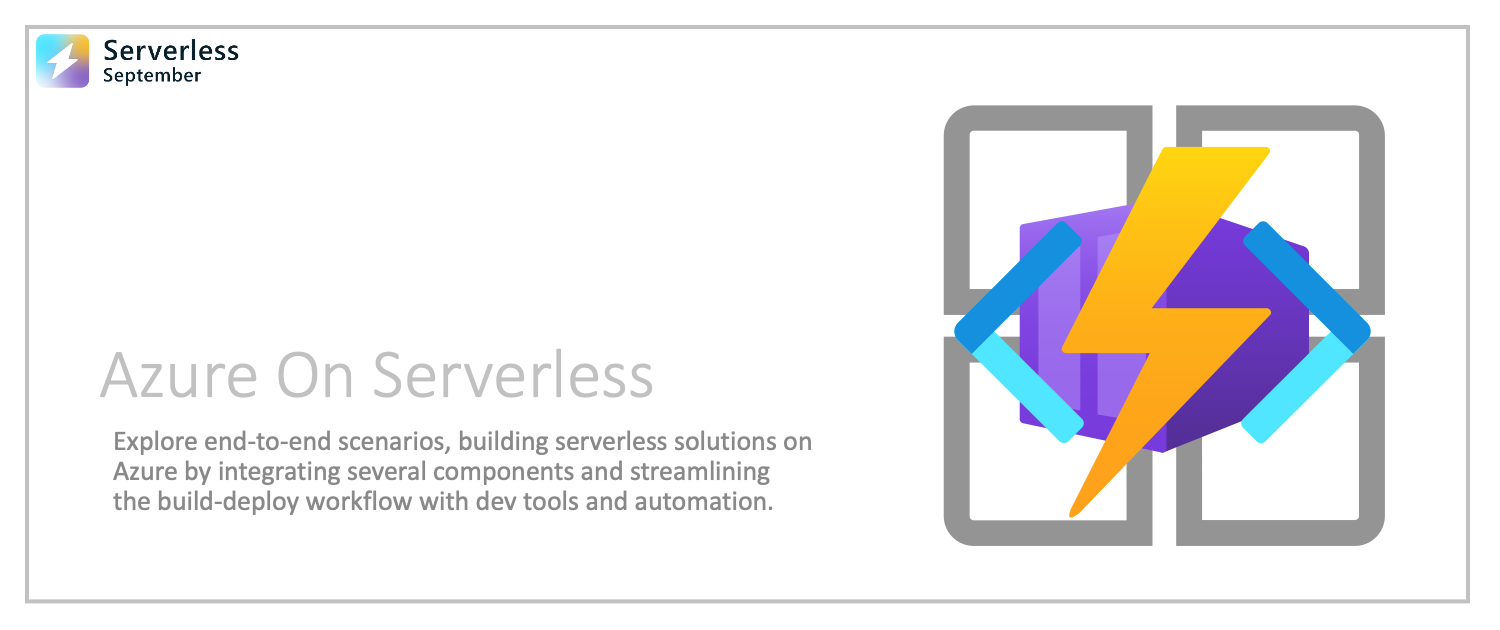 Serverless
September
Azure On Serverless
Explore end-to-end scenarios, building serverless solutions on
Azure by integrating several components and streamlining
the build-deploy workflow with dev tools and automation.